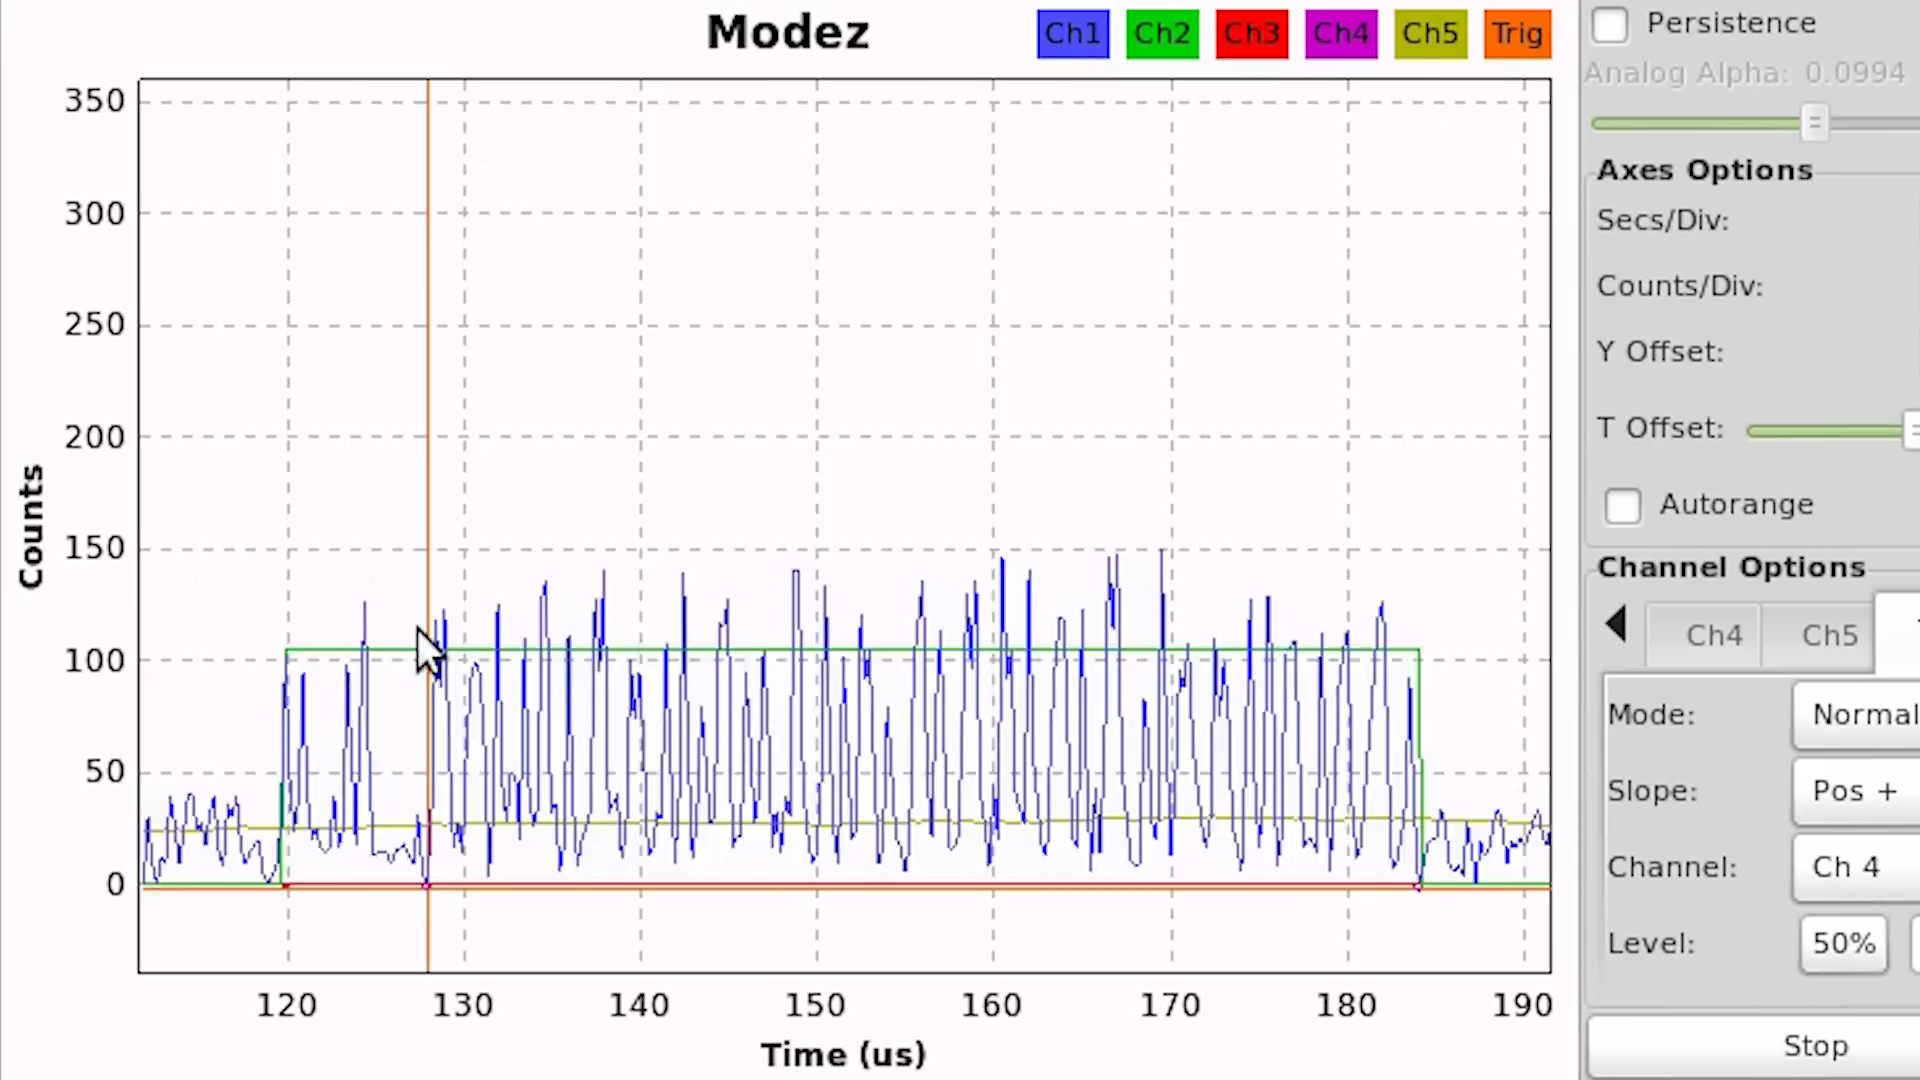 Modez
Ch1 Ch2 Ch3 Ch4 Ch5 Trig
350
300
250
200
150
100
50
0
Counts
120 130 140 150 160 170 180 190
Time (us)
Persistence
Analog Alpha: 0.0994
Axes Options
Secs/Div:
Counts/Div:
Y Offset:
T Offset:
Autorange
Channel Options
Ch4 Ch5
Mode: Normal
Slope: Pos +
Channel: Ch 4
Level: 50%
Stop